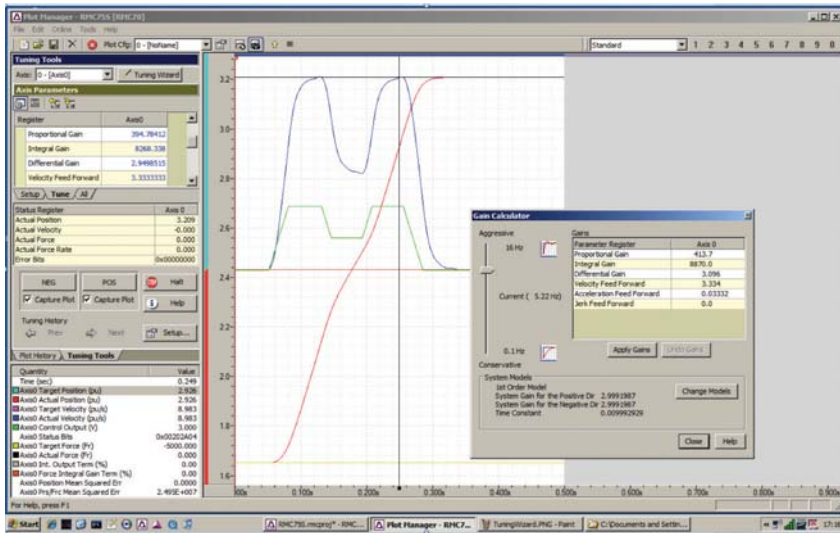 Plot Manager - RMC75S [RMC70]
File Edit Online Tools Help
Plot Cfg: 0 - [NoName]
Standard
1 2 3 4 5 6 7 8 9 0
Tuning Tools
Axis: 0 - [Axis0]
Tuning Wizard
Axis Parameters
Register Axis0
Proportional Gain 394.78412
Integral Gain 8268.338
Differential Gain 2.9498515
Velocity Feed Forward 3.3333333
Setup Tune All
Status Register Axis 0
Actual Position 3.209
Actual Velocity -0.000
Actual Force 0.000
Actual Force Rate 0.000
Error Bits 0x00000000
NEG POS Halt
Capture Plot Capture Plot Help
Tuning History
Prev Next Setup...
Plot History Tuning Tools
Quantity Value
Time (sec) 0.249
Axis0 Target Position (pu) 2.926
Axis0 Actual Position (pu) 2.926
Axis0 Target Velocity (pu/s) 8.983
Axis0 Actual Velocity (pu/s) 8.983
Axis0 Control Output (V) 3.000
Axis0 Status Bits 0x00202A04
Axis0 Target Force (Fr) -5000.000
Axis0 Actual Force (Fr) 0.000
Axis0 Int. Output Term (%) 0.00
Axis0 Force Integral Gain Term (%) 0.00
Axis0 Position Mean Squared Err 0.0000
Axis0 Prs/Frc Mean Squared Err 2.495E+007
3.2
3.0
2.8
2.6
2.4
2.2
2.0
1.8
1.6
0.100s 0.200s 0.300s 0.400s 0.500s 0.600s 0.700s 0.800s
Gain Calculator
Aggressive
16 Hz
Current ( 5.22 Hz)
0.1 Hz
Conservative
Gains
Parameter Register Axis 0
Proportional Gain 413.7
Integral Gain 8870.0
Differential Gain 3.096
Velocity Feed Forward 3.334
Acceleration Feed Forward 0.03332
Jerk Feed Forward 0.0
Apply Gains Undo Gains
System Models
1st Order Model
System Gain for the Positive Dir 2.9991987
System Gain for the Negative Dir 2.9991987
Time Constant 0.009992929
Change Models
Close Help
For Help, press F1
Start
RMC75S.rmcproj* - RMC...
Plot Manager - RMC7...
TuningWizard.PNG - Paint
C:\Documents and Settin...